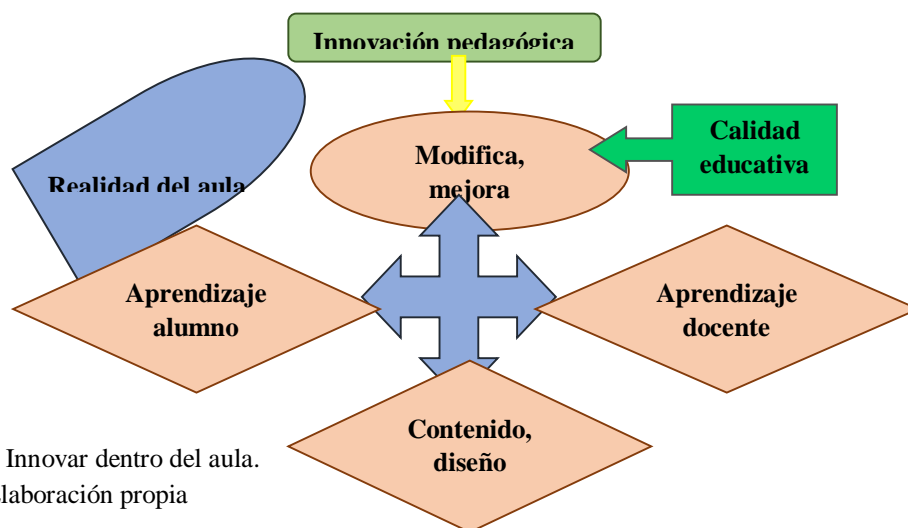 Innovación pedagógica
Calidad
educativa
Modifica,
mejora
Realidad del aula
Aprendizaje
alumno
Aprendizaje
docente
Contenido,
diseño
Innovar dentro del aula.
laboración propia